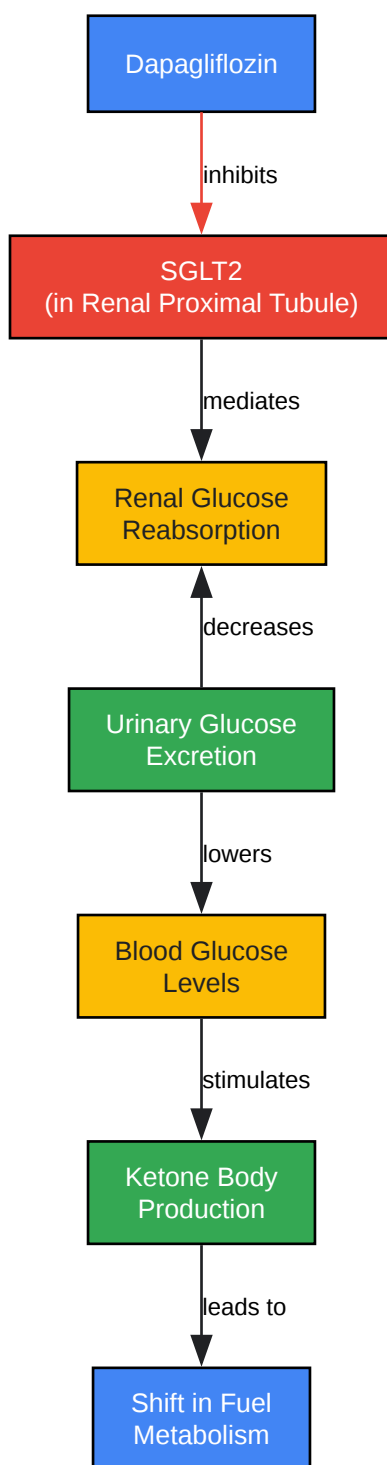 Dapagliflozin
inhibits
SGLT2
(in Renal Proximal Tubule)
mediates
Renal Glucose
Reabsorption
decreases
Urinary Glucose
Excretion
lowers
Blood Glucose
Levels
stimulates
Ketone Body
Production
leads to
Shift in Fuel
Metabolism